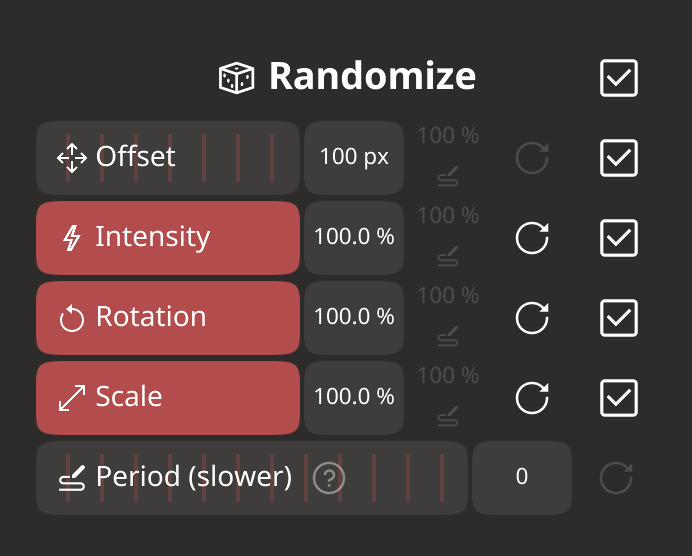 Randomize
Offset 100 px 100 %
Intensity 100.0 % 100 %
Rotation 100.0 % 100 %
Scale 100.0 % 100 %
Period (slower) ? 0